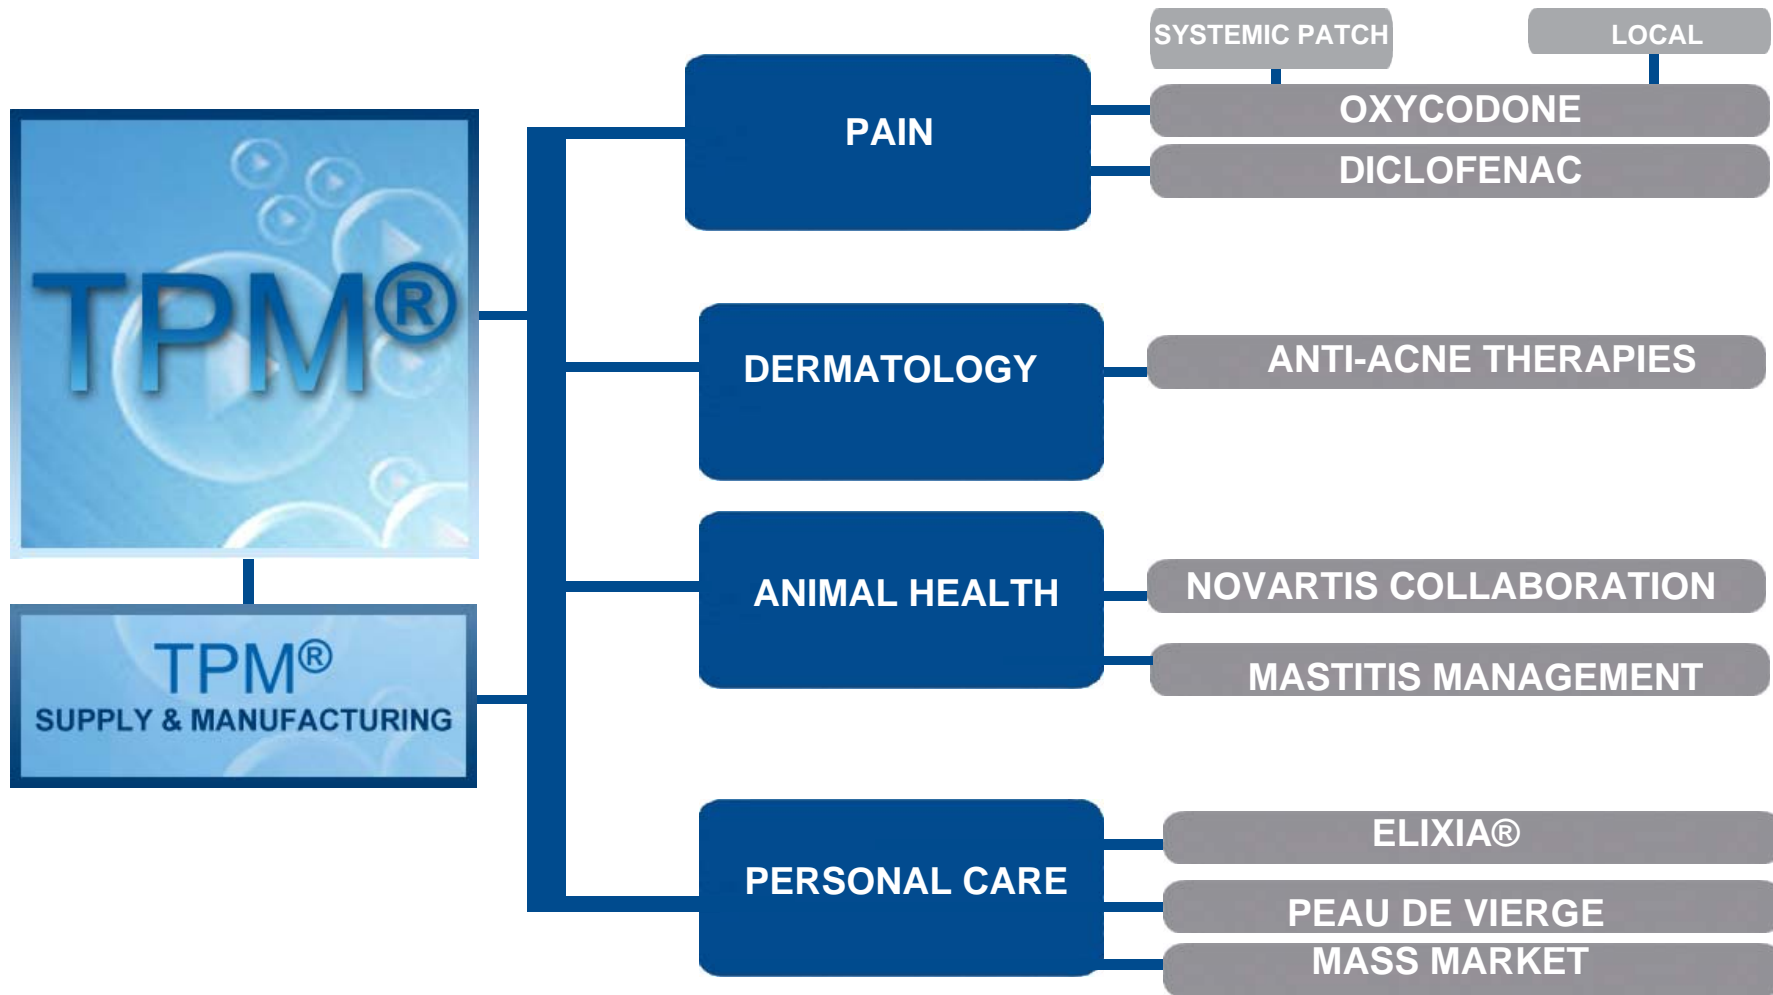 SYSTEMIC PATCH
LOCAL
TPM®
PAIN
OXYCODONE
DICLOFENAC
DERMATOLOGY
ANTI-ACNE THERAPIES
ANIMAL HEALTH
NOVARTIS COLLABORATION
MASTITIS MANAGEMENT
TPM®
SUPPLY & MANUFACTURING
PERSONAL CARE
ELIXIA®
PEAU DE VIERGE
MASS MARKET